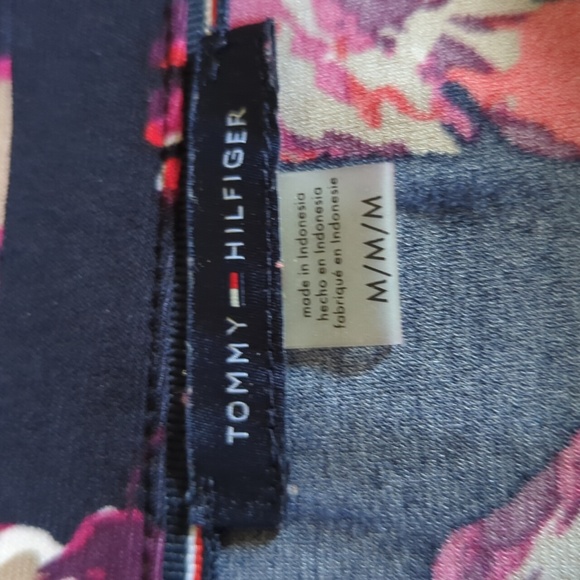 TOMMY HILFIGER
made in Indonesia
hecho en Indonesia
fabriqué en Indonesie
M/M/M